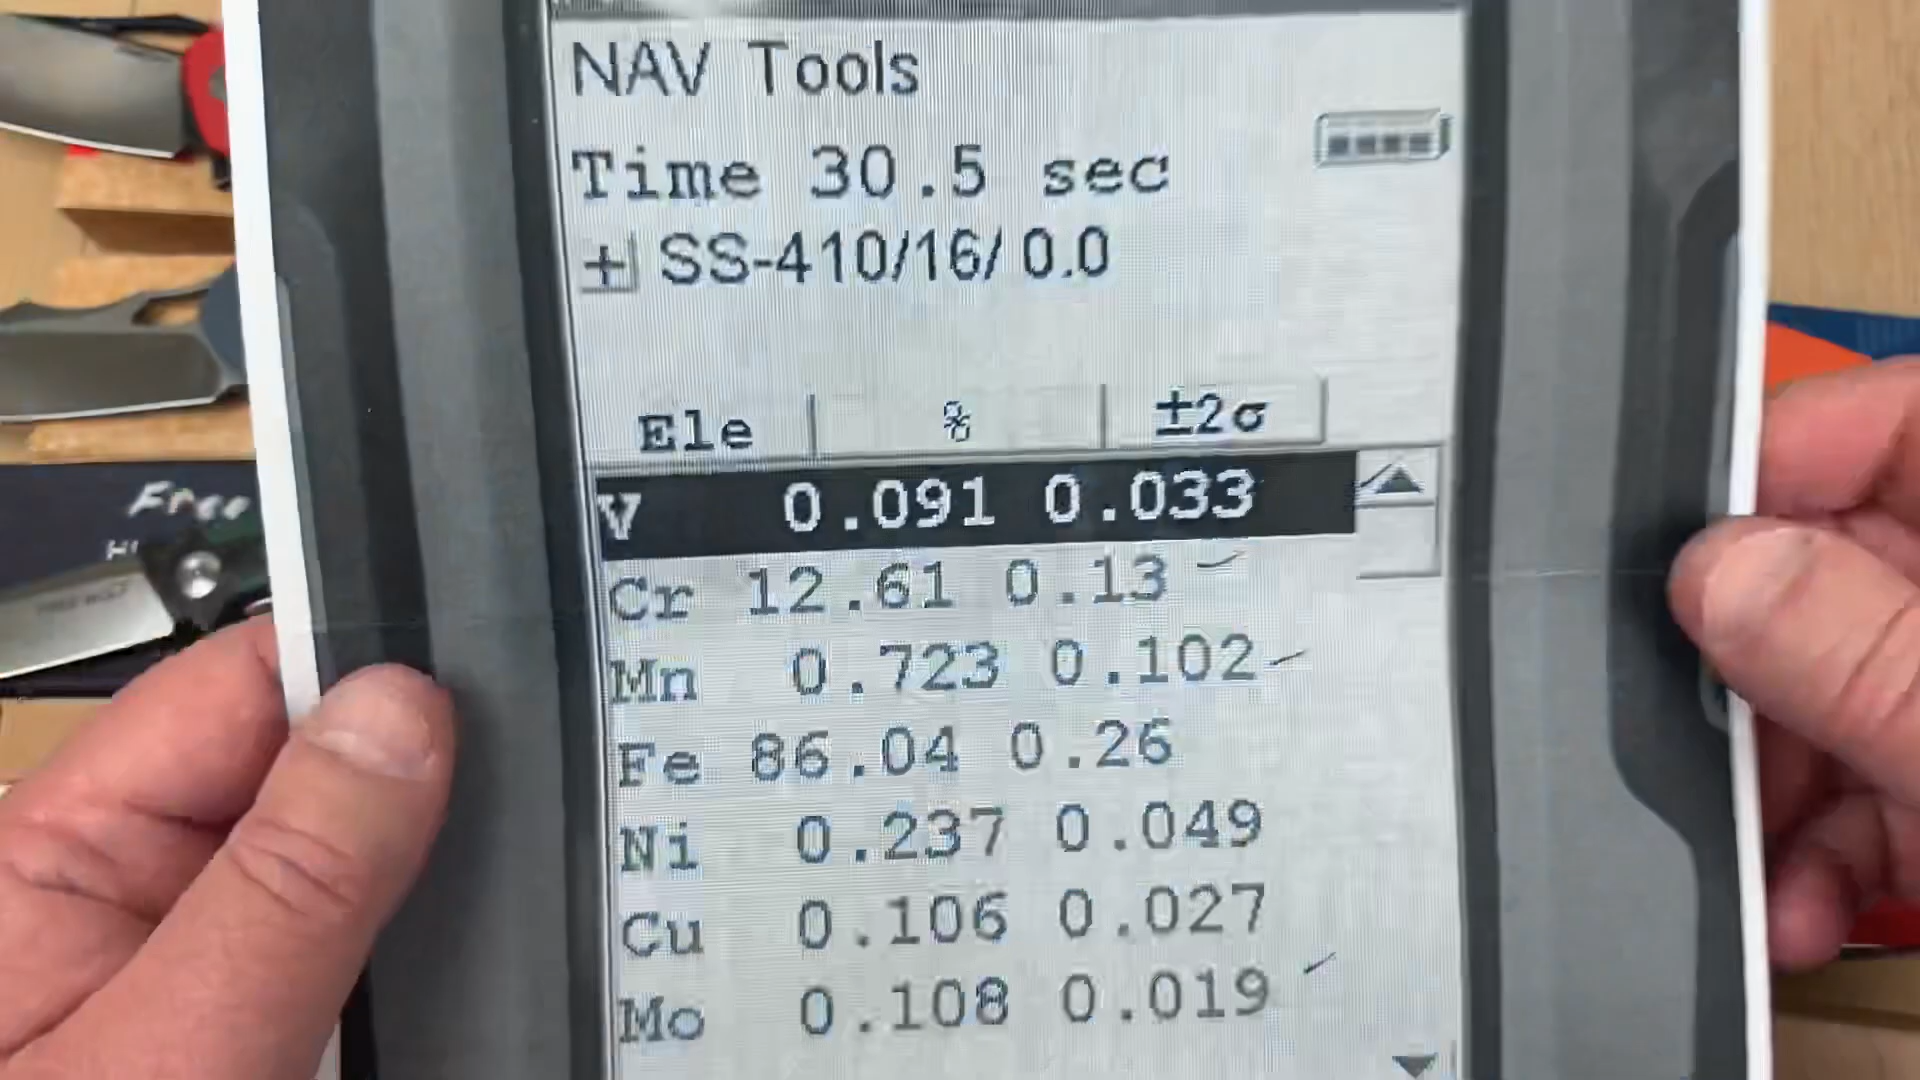 NAV Tools
Time 30.5 sec
+ SS-410/16/ 0.0
Ele % ±2σ
V 0.091 0.033
Cr 12.61 0.13
Mn 0.723 0.102
Fe 86.04 0.26
Ni 0.237 0.049
Cu 0.106 0.027
Mo 0.108 0.019
Free